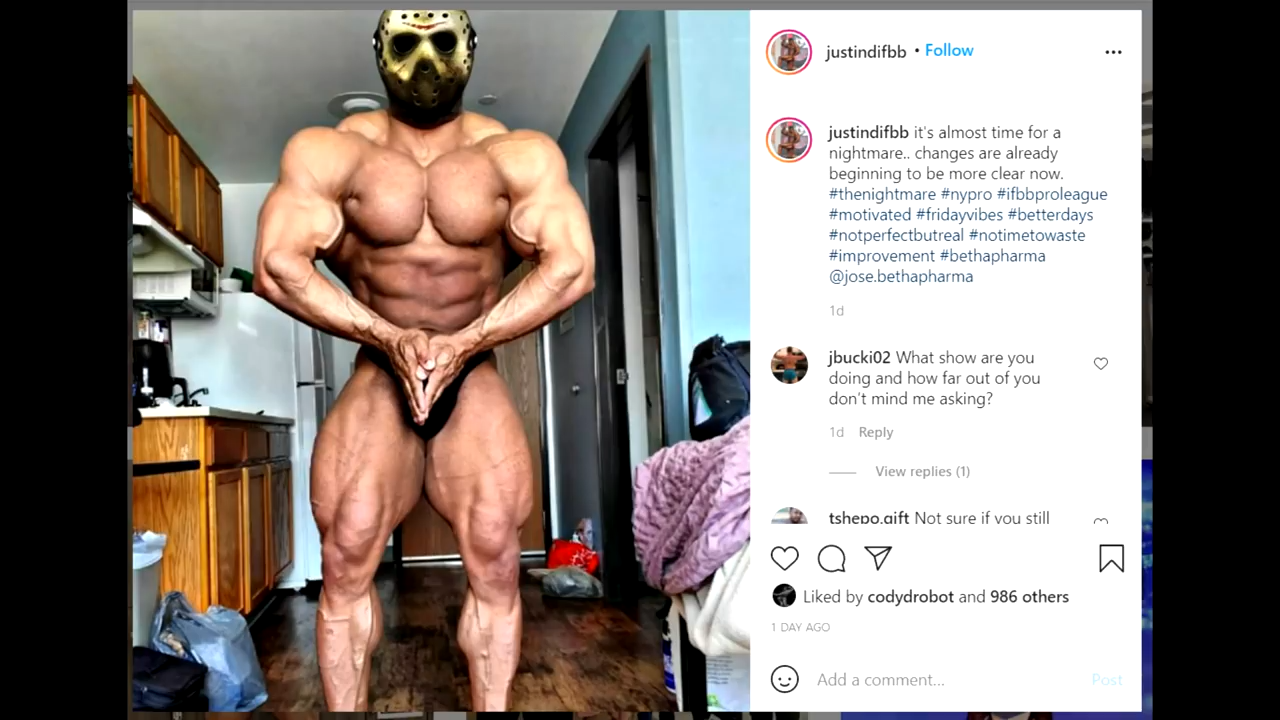 justindifbb • Follow
justindifbb it's almost time for a
nightmare.. changes are already
beginning to be more clear now.
#thenightmare #nypro #ifbbproleague
#motivated #fridayvibes #betterdays
#notperfectbutreal #notimetowaste
#improvement #bethapharma
@jose.bethapharma
1d
jbucki02 What show are you
doing and how far out of you
don't mind me asking?
1d Reply
View replies (1)
tshepo.gift Not sure if you still
Liked by codydrobot and 986 others
1 DAY AGO
Add a comment... Post